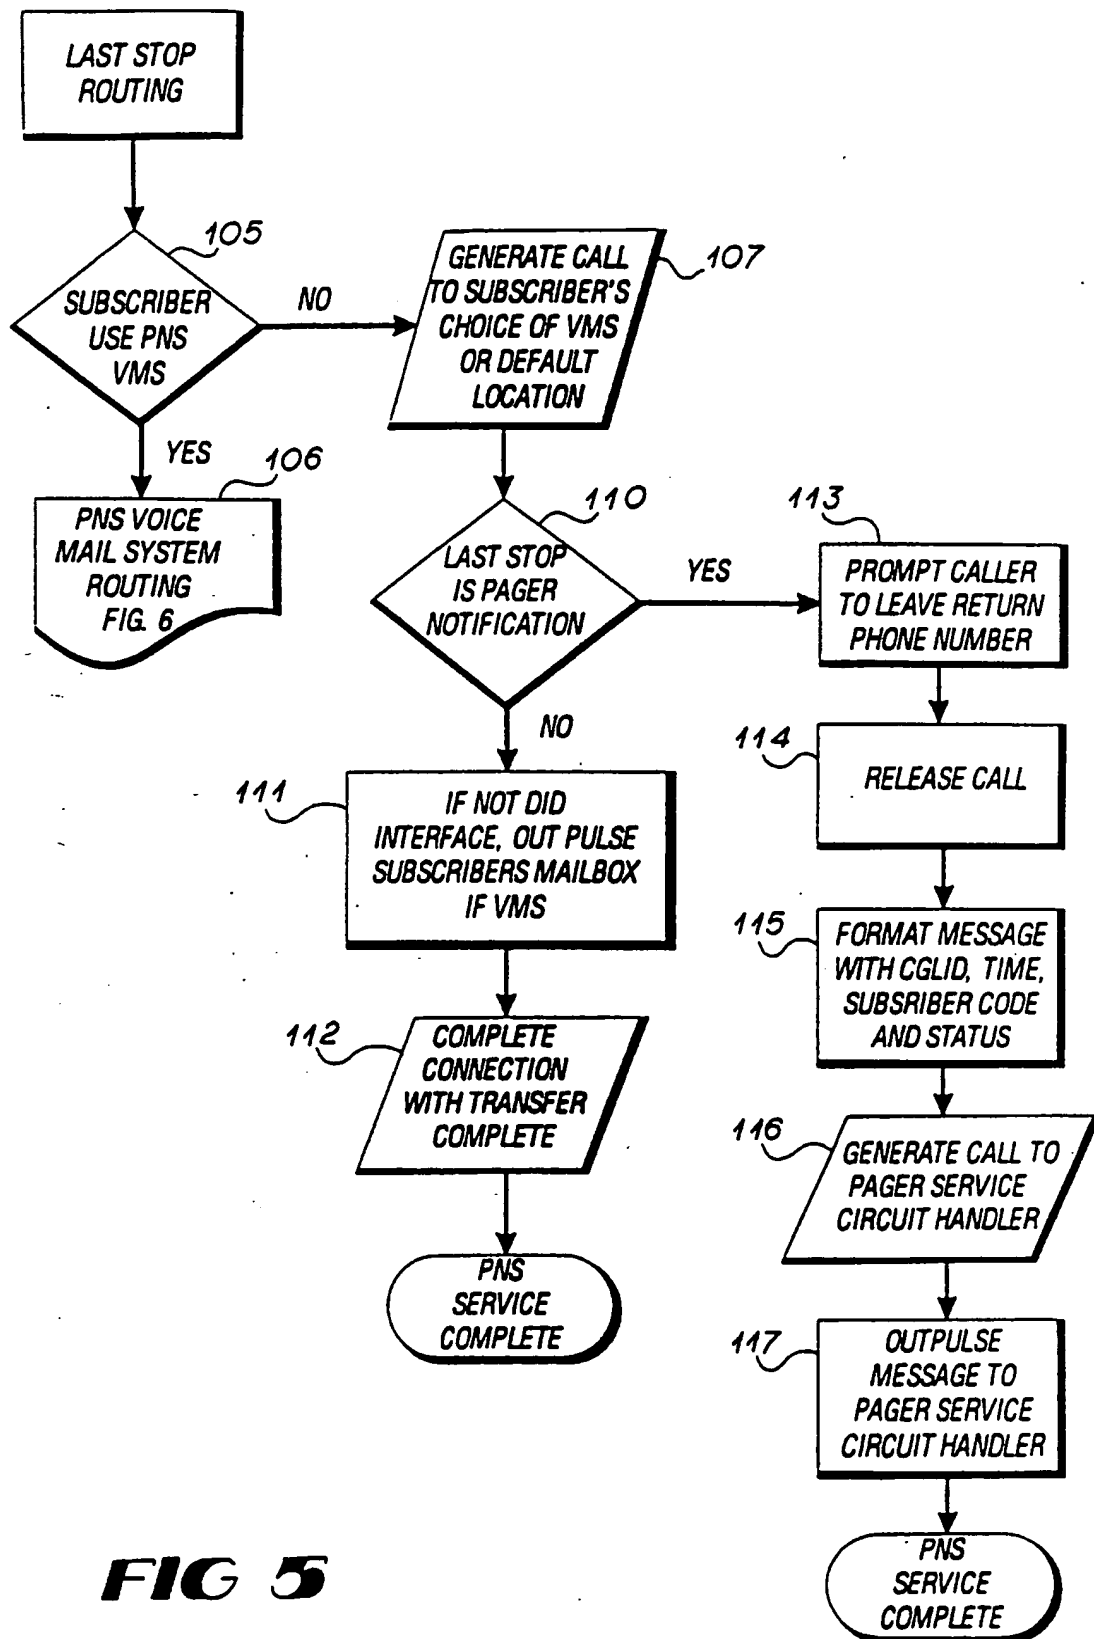 LAST STOP
ROUTING
105
SUBSCRIBER
USE PNS
VMS
NO
YES
106
PNS VOICE
MAIL SYSTEM
ROUTING
FIG. 6
GENERATE CALL
TO SUBSCRIBER'S
CHOICE OF VMS
OR DEFAULT
LOCATION
107
110
LAST STOP
IS PAGER
NOTIFICATION
YES
NO
111
IF NOT DID
INTERFACE, OUT PULSE
SUBSCRIBERS MAILBOX
IF VMS
112
COMPLETE
CONNECTION
WITH TRANSFER
COMPLETE
PNS
SERVICE
COMPLETE
113
PROMPT CALLER
TO LEAVE RETURN
PHONE NUMBER
114
RELEASE CALL
115
FORMAT MESSAGE
WITH CGLID, TIME,
SUBSRIBER CODE
AND STATUS
116
GENERATE CALL TO
PAGER SERVICE
CIRCUIT HANDLER
117
OUTPULSE
MESSAGE TO
PAGER SERVICE
CIRCUIT HANDLER
PNS
SERVICE
COMPLETE
FIG 5